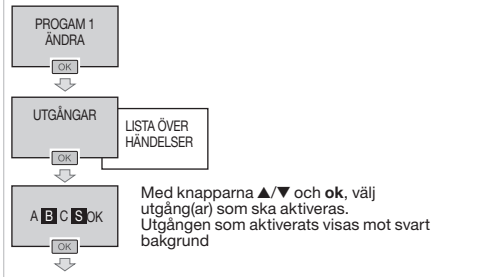 PROGAM 1
ÄNDRA
OK
UTGÅNGAR
LISTA ÖVER
HÄNDELSER
OK
A B C S OK
Med knapparna ▲/▼ och ok, välj
utgång(ar) som ska aktiveras.
Utgången som aktiverats visas mot svart
bakgrund
OK